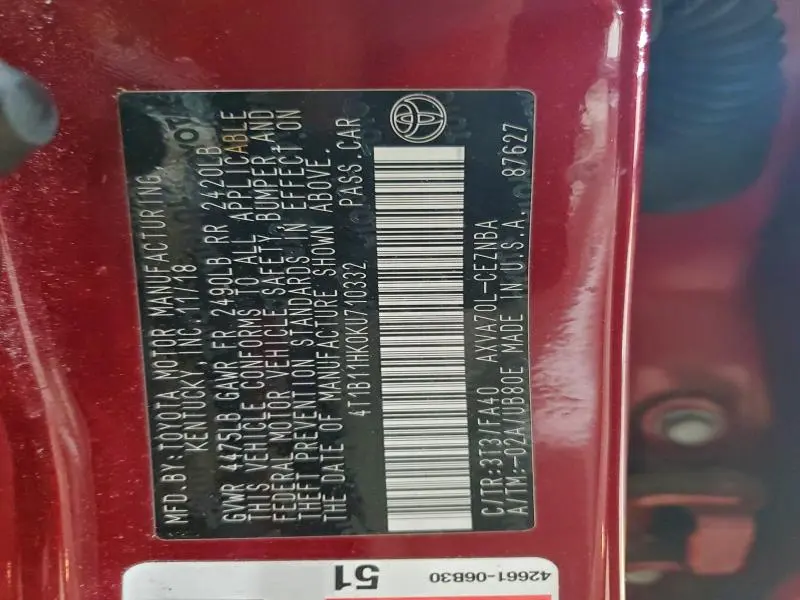 MFD. BY: TOYOTA MOTOR MANUFACTURING,
KENTUCKY, INC. 11/18
GVWR 4425LB GAWR FR 2490LB RR 2420LB
THIS VEHICLE CONFORMS TO ALL APPLICABLE
FEDERAL MOTOR VEHICLE SAFETY, BUMPER, AND
THEFT PREVENTION STANDARDS IN EFFECT ON
THE DATE OF MANUFACTURE SHOWN ABOVE.
4T1B11HK0KU710332 PASS.CAR
C/TR:3T3/FA40 AXVA70L-CEZNBA
A/TM:-02A/UB80E MADE IN U.S.A. 87627
51
42661-06B30